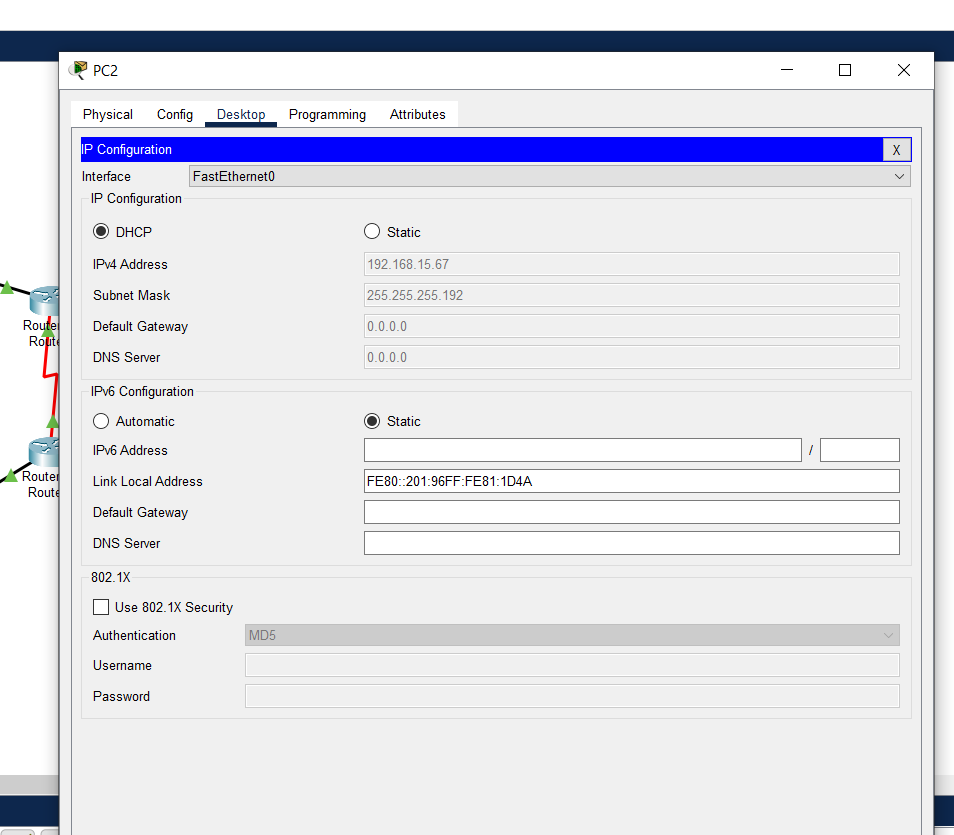 PC2
Physical Config Desktop Programming Attributes
IP Configuration X
Interface FastEthernet0
IP Configuration
DHCP Static
IPv4 Address 192.168.15.67
Subnet Mask 255.255.255.192
Default Gateway 0.0.0.0
DNS Server 0.0.0.0
IPv6 Configuration
Automatic Static
IPv6 Address /
Link Local Address FE80::201:96FF:FE81:1D4A
Default Gateway
DNS Server
802.1X
Use 802.1X Security
Authentication MD5
Username
Password
Router
Route
Router
Route